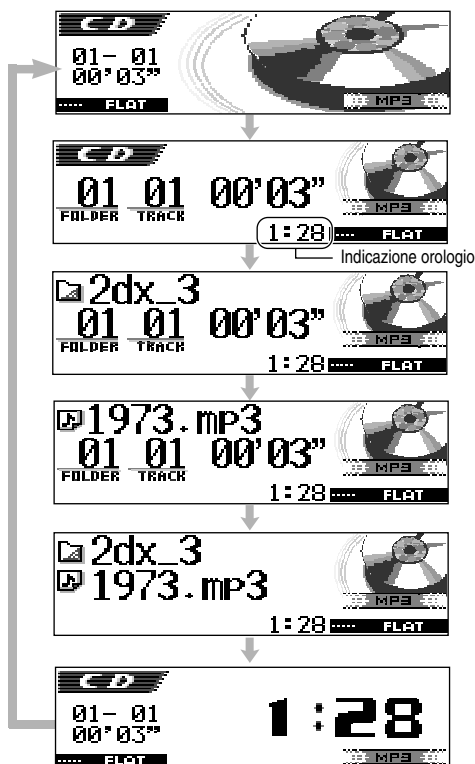 CD
01- 01
00'03"
FLAT
MP3
CD
01 01 00'03"
FOLDER TRACK
MP3
1:28 FLAT
Indicazione orologio
2dx_3
01 01 00'03"
FOLDER TRACK
MP3
1:28 FLAT
1973.mp3
01 01 00'03"
FOLDER TRACK
MP3
1:28 FLAT
2dx_3
1973.mp3
MP3
1:28 FLAT
CD
01- 01
00'03"
1:28
FLAT
MP3